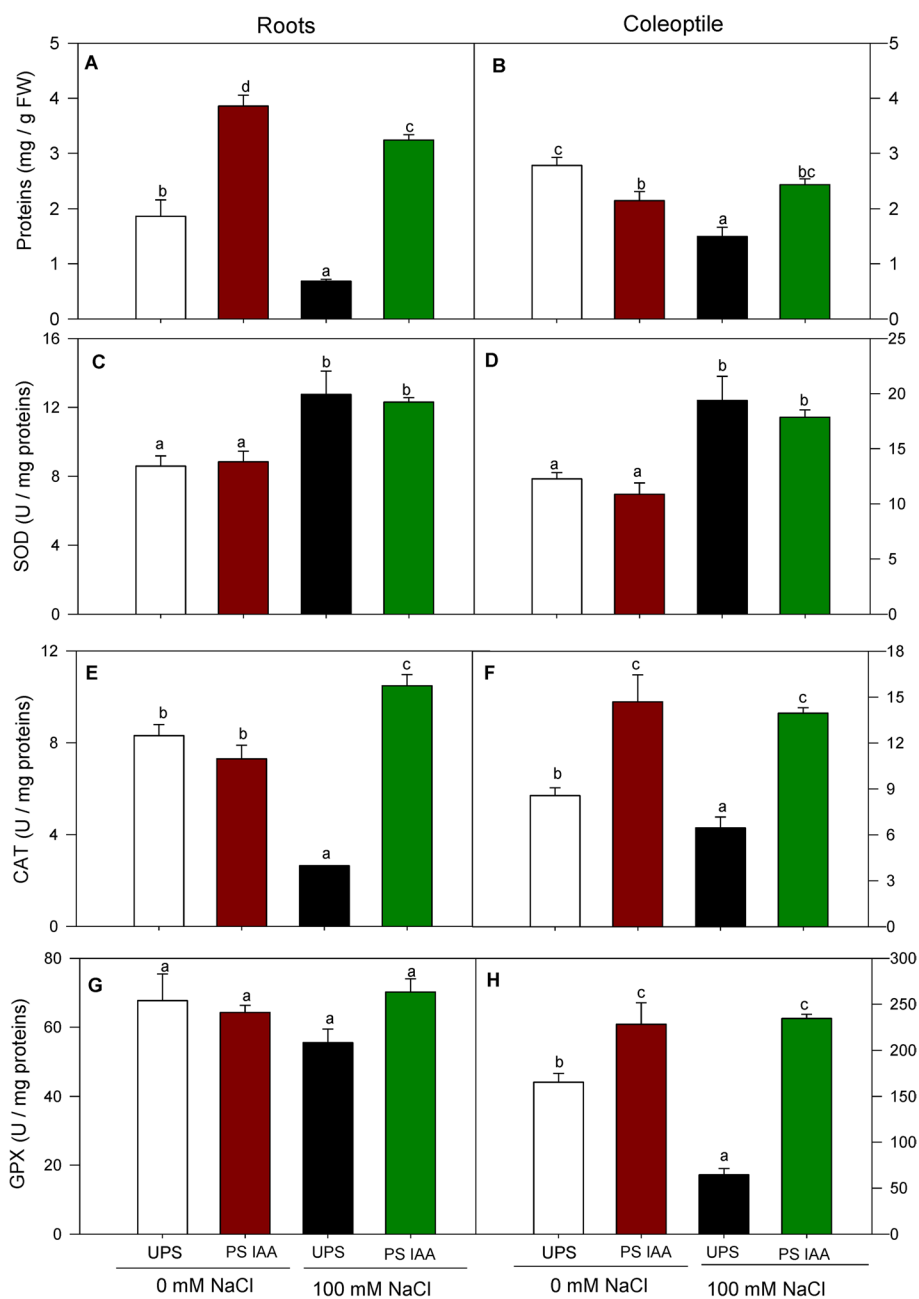 Roots Coleoptile
A B
Proteins (mg / g FW)
5 4 3 2 1 0
b d a c
c b a bc
5 4 3 2 1 0
C D
SOD (U / mg proteins)
16 12 8 4 0
a a b b
a a b b
25 20 15 10 5 0
E F
CAT (U / mg proteins)
12 8 4 0
b b a c
b c a c
18 15 12 9 6 3 0
G H
GPX (U / mg proteins)
80 60 40 20 0
a a a a
b c a c
300 250 200 150 100 50 0
UPS PS IAA UPS PS IAA UPS PS IAA UPS PS IAA
0 mM NaCl 100 mM NaCl 0 mM NaCl 100 mM NaCl